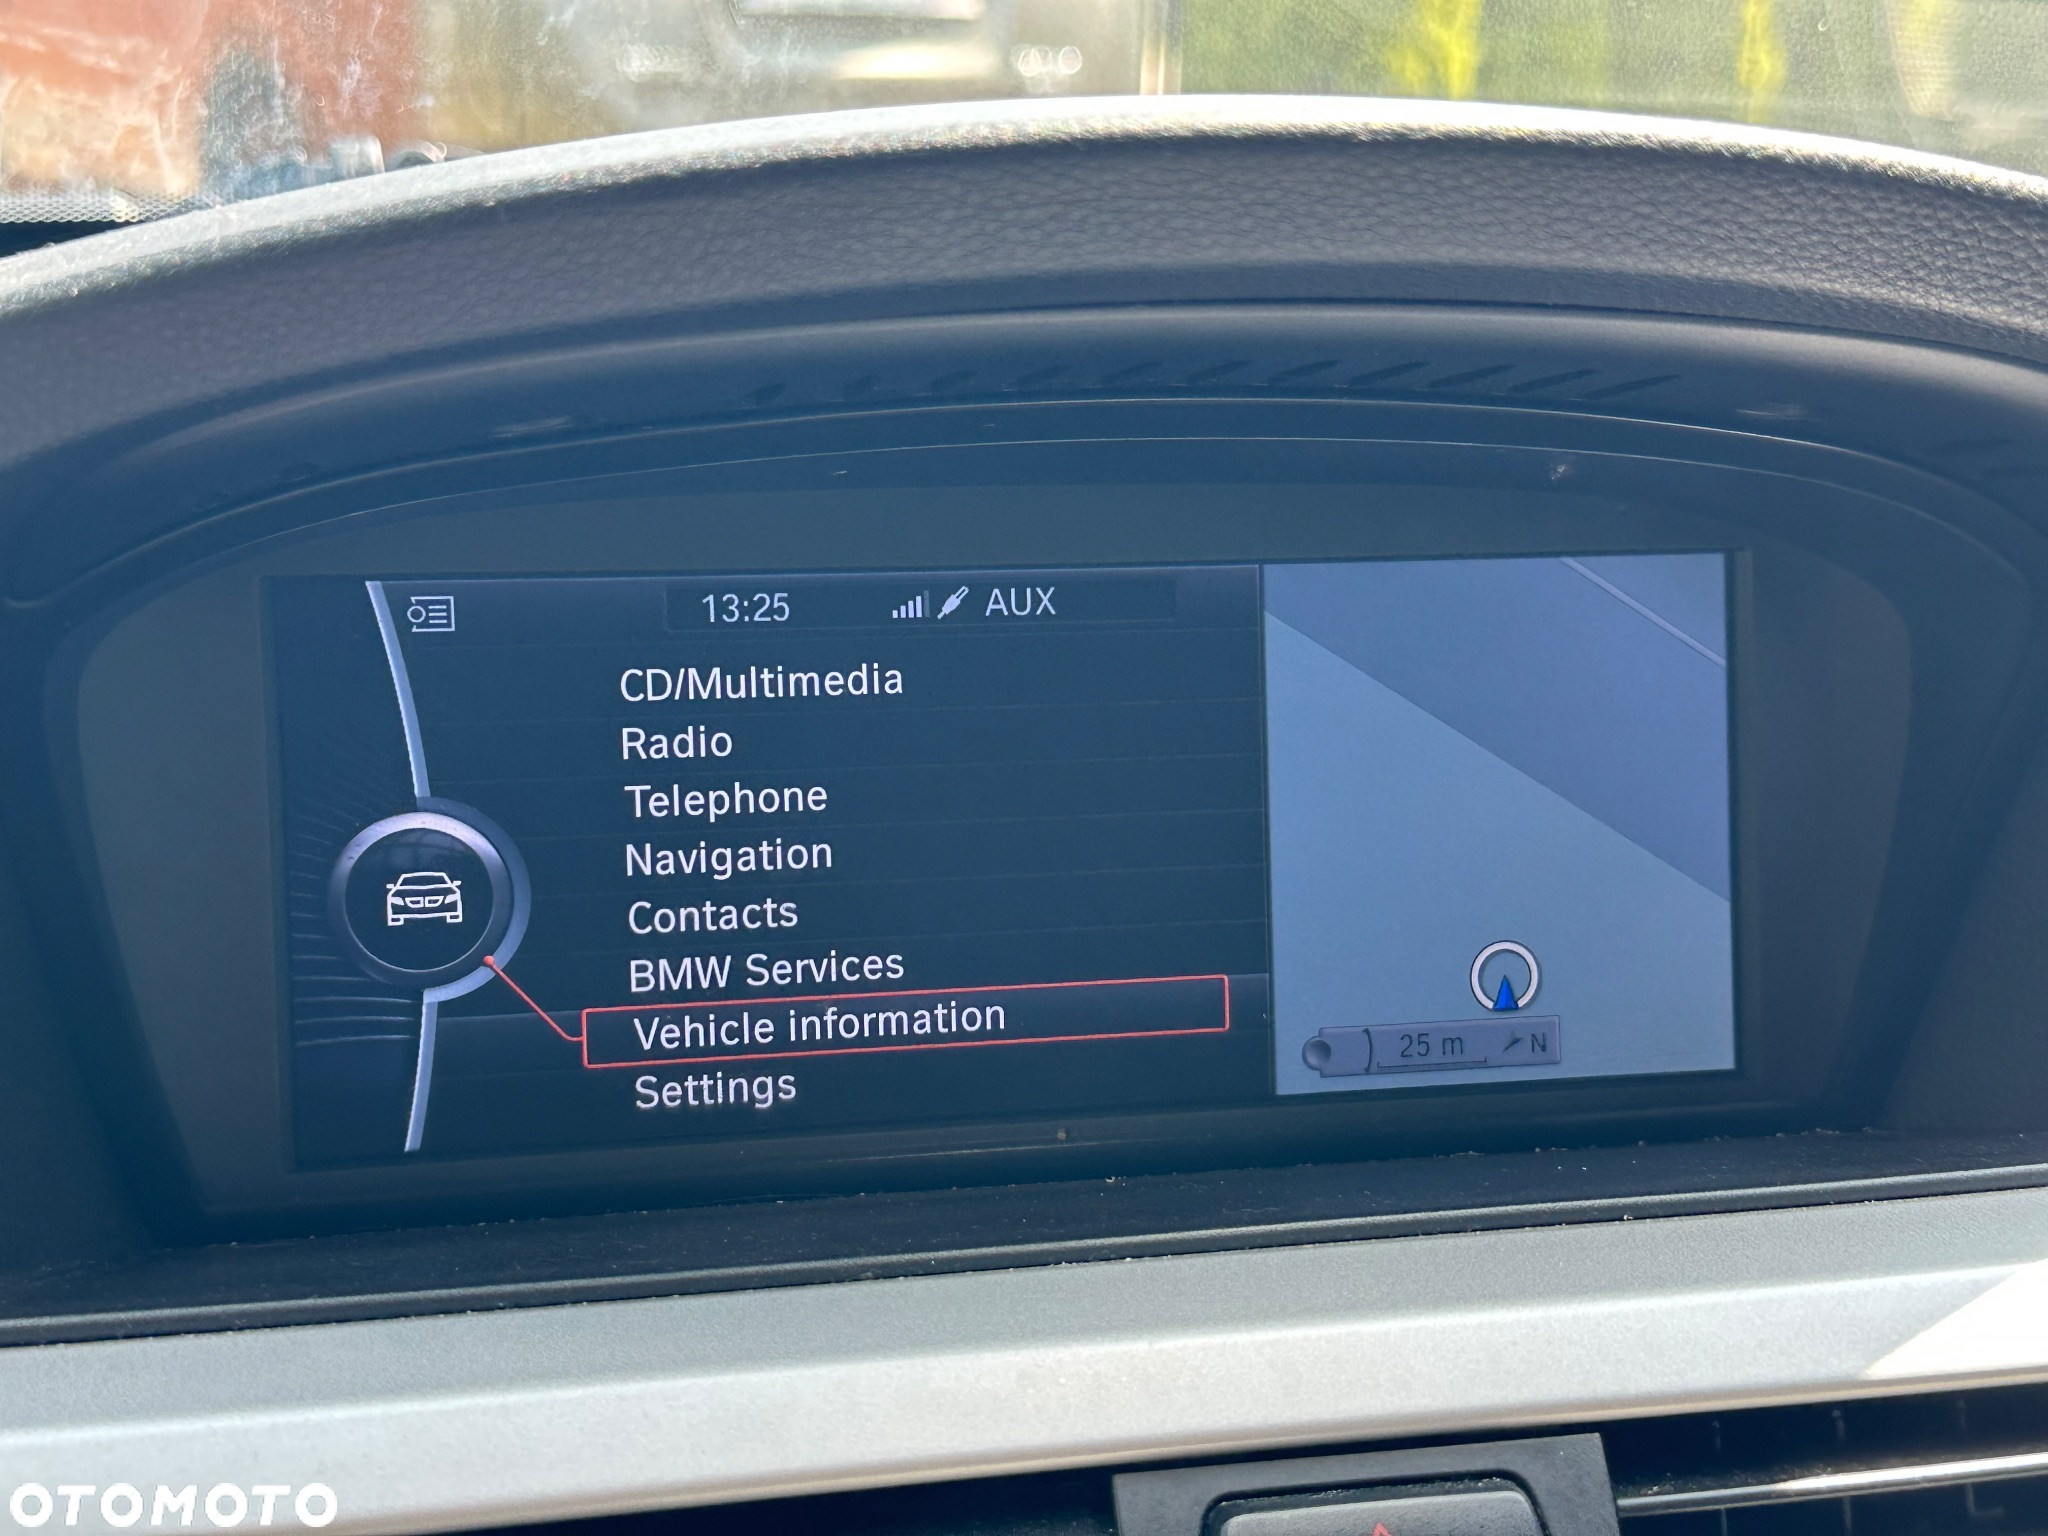 13:25 AUX
CD/Multimedia
Radio
Telephone
Navigation
Contacts
BMW Services
Vehicle information
Settings
25 m N
OTOMOTO